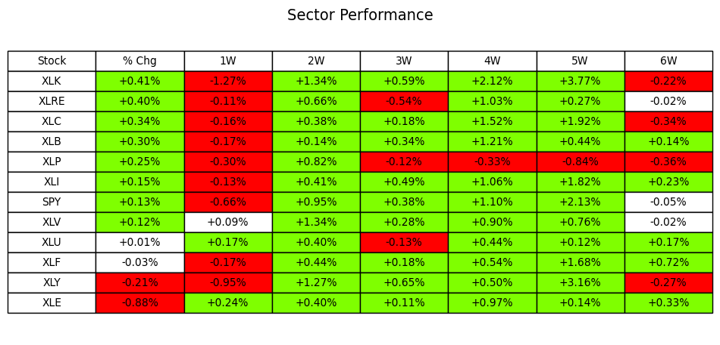 Sector Performance
Stock % Chg 1W 2W 3W 4W 5W 6W
XLK +0.41% -1.27% +1.34% +0.59% +2.12% +3.77% -0.22%
XLRE +0.40% -0.11% +0.66% -0.54% +1.03% +0.27% -0.02%
XLC +0.34% -0.16% +0.38% +0.18% +1.52% +1.92% -0.34%
XLB +0.30% -0.17% +0.14% +0.34% +1.21% +0.44% +0.14%
XLP +0.25% -0.30% +0.82% -0.12% -0.33% -0.84% -0.36%
XLI +0.15% -0.13% +0.41% +0.49% +1.06% +1.82% +0.23%
SPY +0.13% -0.66% +0.95% +0.38% +1.10% +2.13% -0.05%
XLV +0.12% +0.09% +1.34% +0.28% +0.90% +0.76% -0.02%
XLU +0.01% +0.17% +0.40% -0.13% +0.44% +0.12% +0.17%
XLF -0.03% -0.17% +0.44% +0.18% +0.54% +1.68% +0.72%
XLY -0.21% -0.95% +1.27% +0.65% +0.50% +3.16% -0.27%
XLE -0.88% +0.24% +0.40% +0.11% +0.97% +0.14% +0.33%